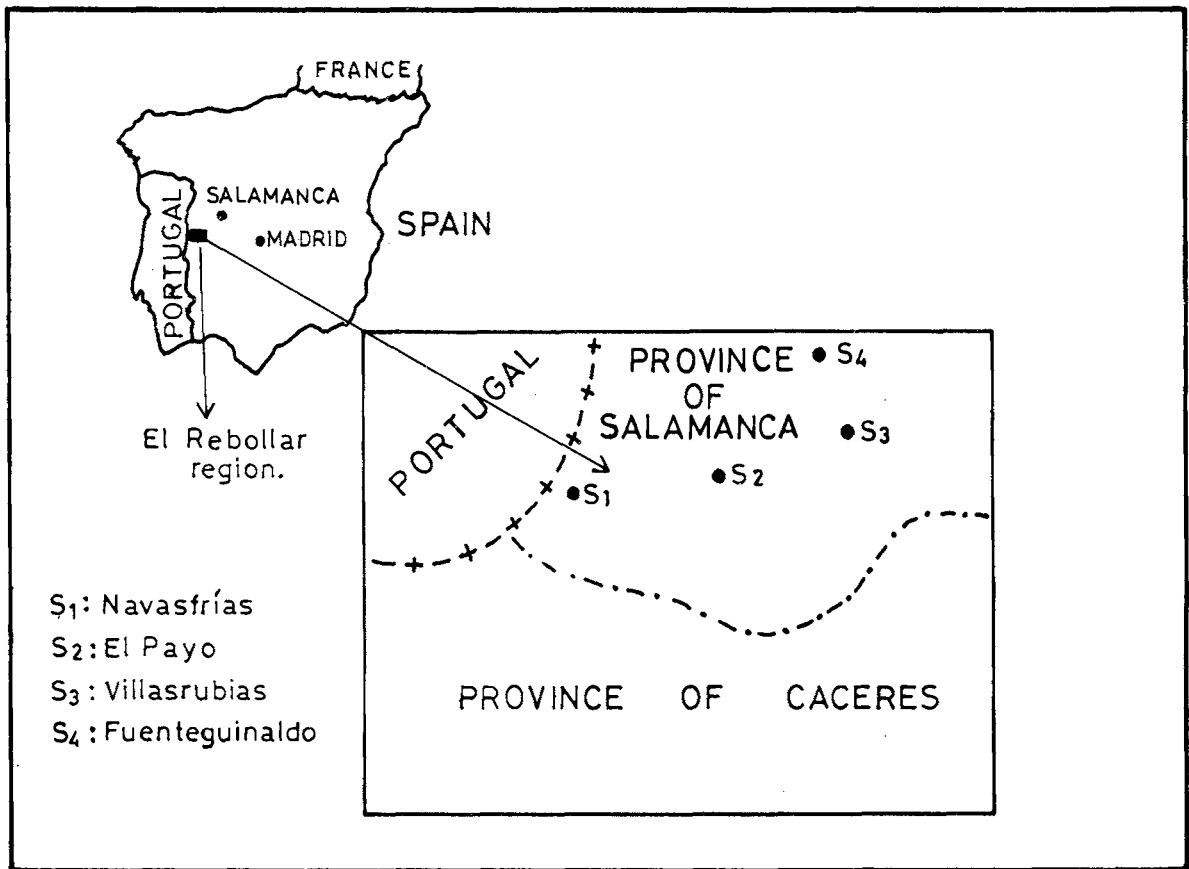 FRANCE
SALAMANCA
PORTUGAL
MADRID
SPAIN
El Rebollar
region.
PORTUGAL
PROVINCE
OF
SALAMANCA
S4
S3
S2
S1
S1: Navasfrías
S2: El Payo
S3: Villasrubias
S4: Fuenteguinaldo
PROVINCE OF CACERES